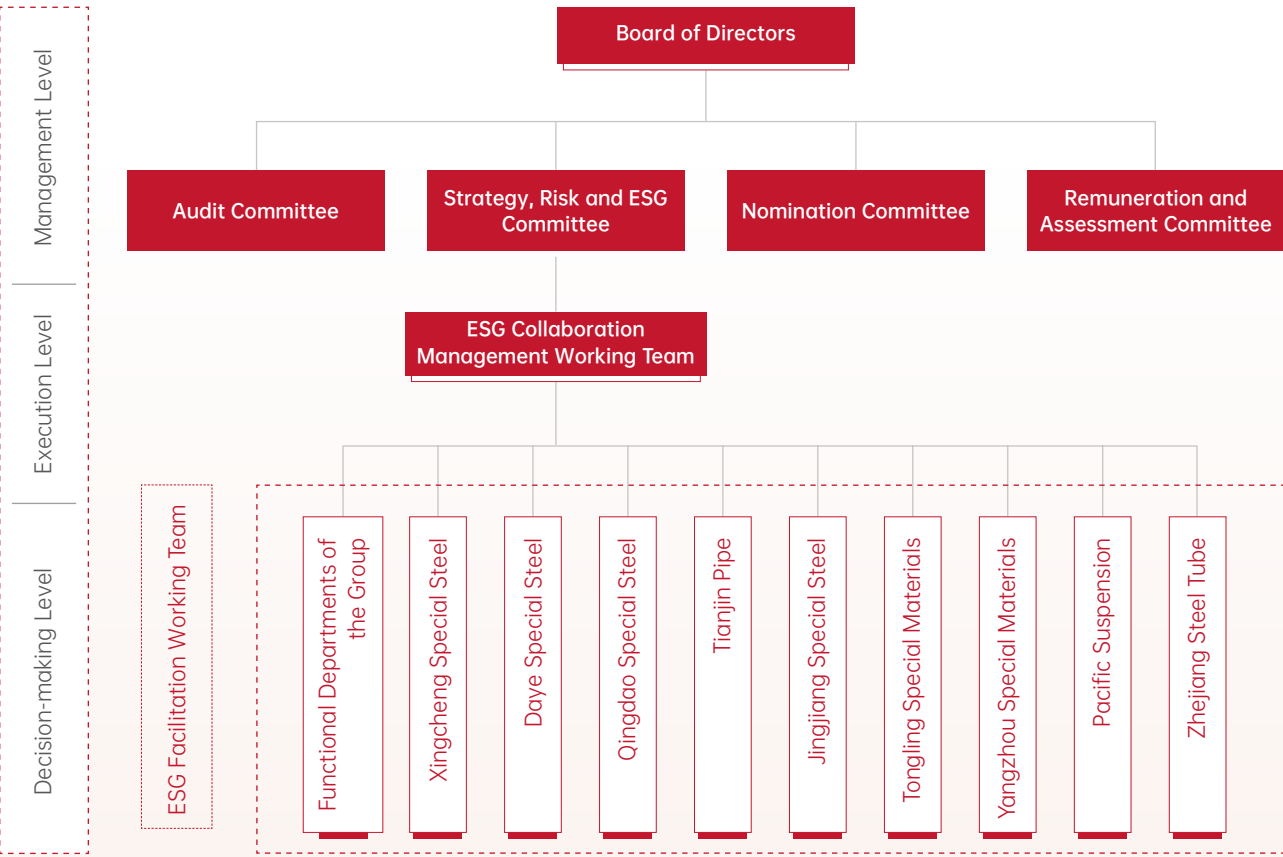 Board of Directors
Management Level
Audit Committee
Strategy, Risk and ESG
Committee
Nomination Committee
Remuneration and
Assessment Committee
Execution Level
ESG Collaboration
Management Working Team
Decision-making Level
ESG Facilitation Working Team
Functional Departments of
the Group
Xingcheng Special Steel
Daye Special Steel
Qingdao Special Steel
Tianjin Pipe
Jingjiang Special Steel
Tongling Special Materials
Yangzhou Special Materials
Pacific Suspension
Zhejiang Steel Tube